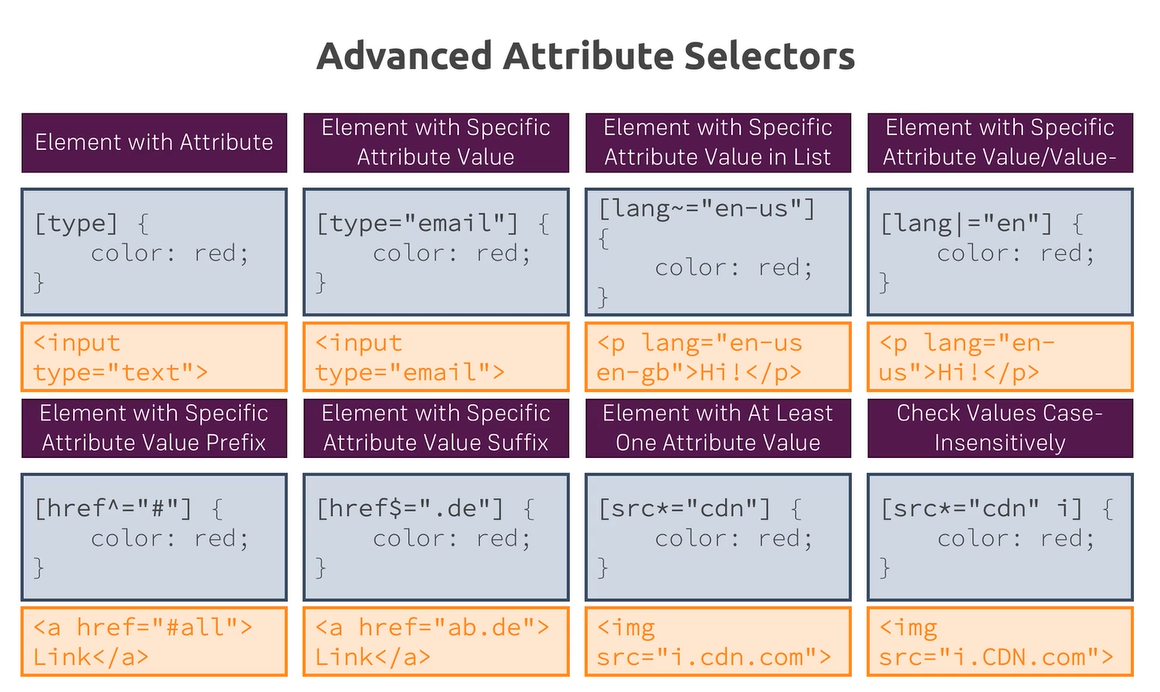 Advanced Attribute Selectors
Element with Attribute
[type] {
    color: red;
}
<input
type="text">
Element with Specific
Attribute Value
[type="email"] {
    color: red;
}
<input
type="email">
Element with Specific
Attribute Value in List
[lang~="en-us"]
{
    color: red;
}
<p lang="en-us
en-gb">Hi!</p>
Element with Specific
Attribute Value/Value-
[lang|="en"] {
    color: red;
}
<p lang="en-
us">Hi!</p>
Element with Specific
Attribute Value Prefix
[href^="#"] {
    color: red;
}
<a href="#all">
Link</a>
Element with Specific
Attribute Value Suffix
[href$=".de"] {
    color: red;
}
<a href="ab.de">
Link</a>
Element with At Least
One Attribute Value
[src*="cdn"] {
    color: red;
}
<img
src="i.cdn.com">
Check Values Case-
Insensitively
[src*="cdn" i] {
    color: red;
}
<img
src="i.CDN.com">